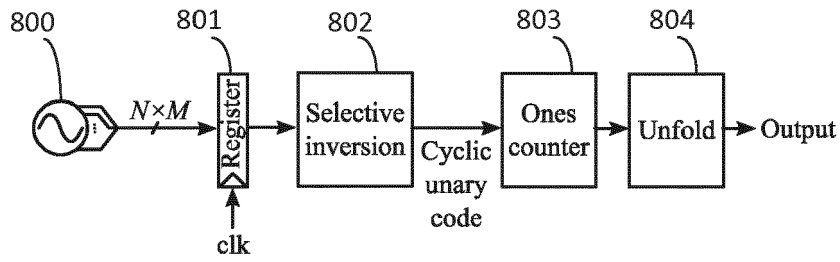 800
801
802
803
804
N×M
Register
clk
Selective
inversion
Cyclic
unary
code
Ones
counter
Unfold
Output